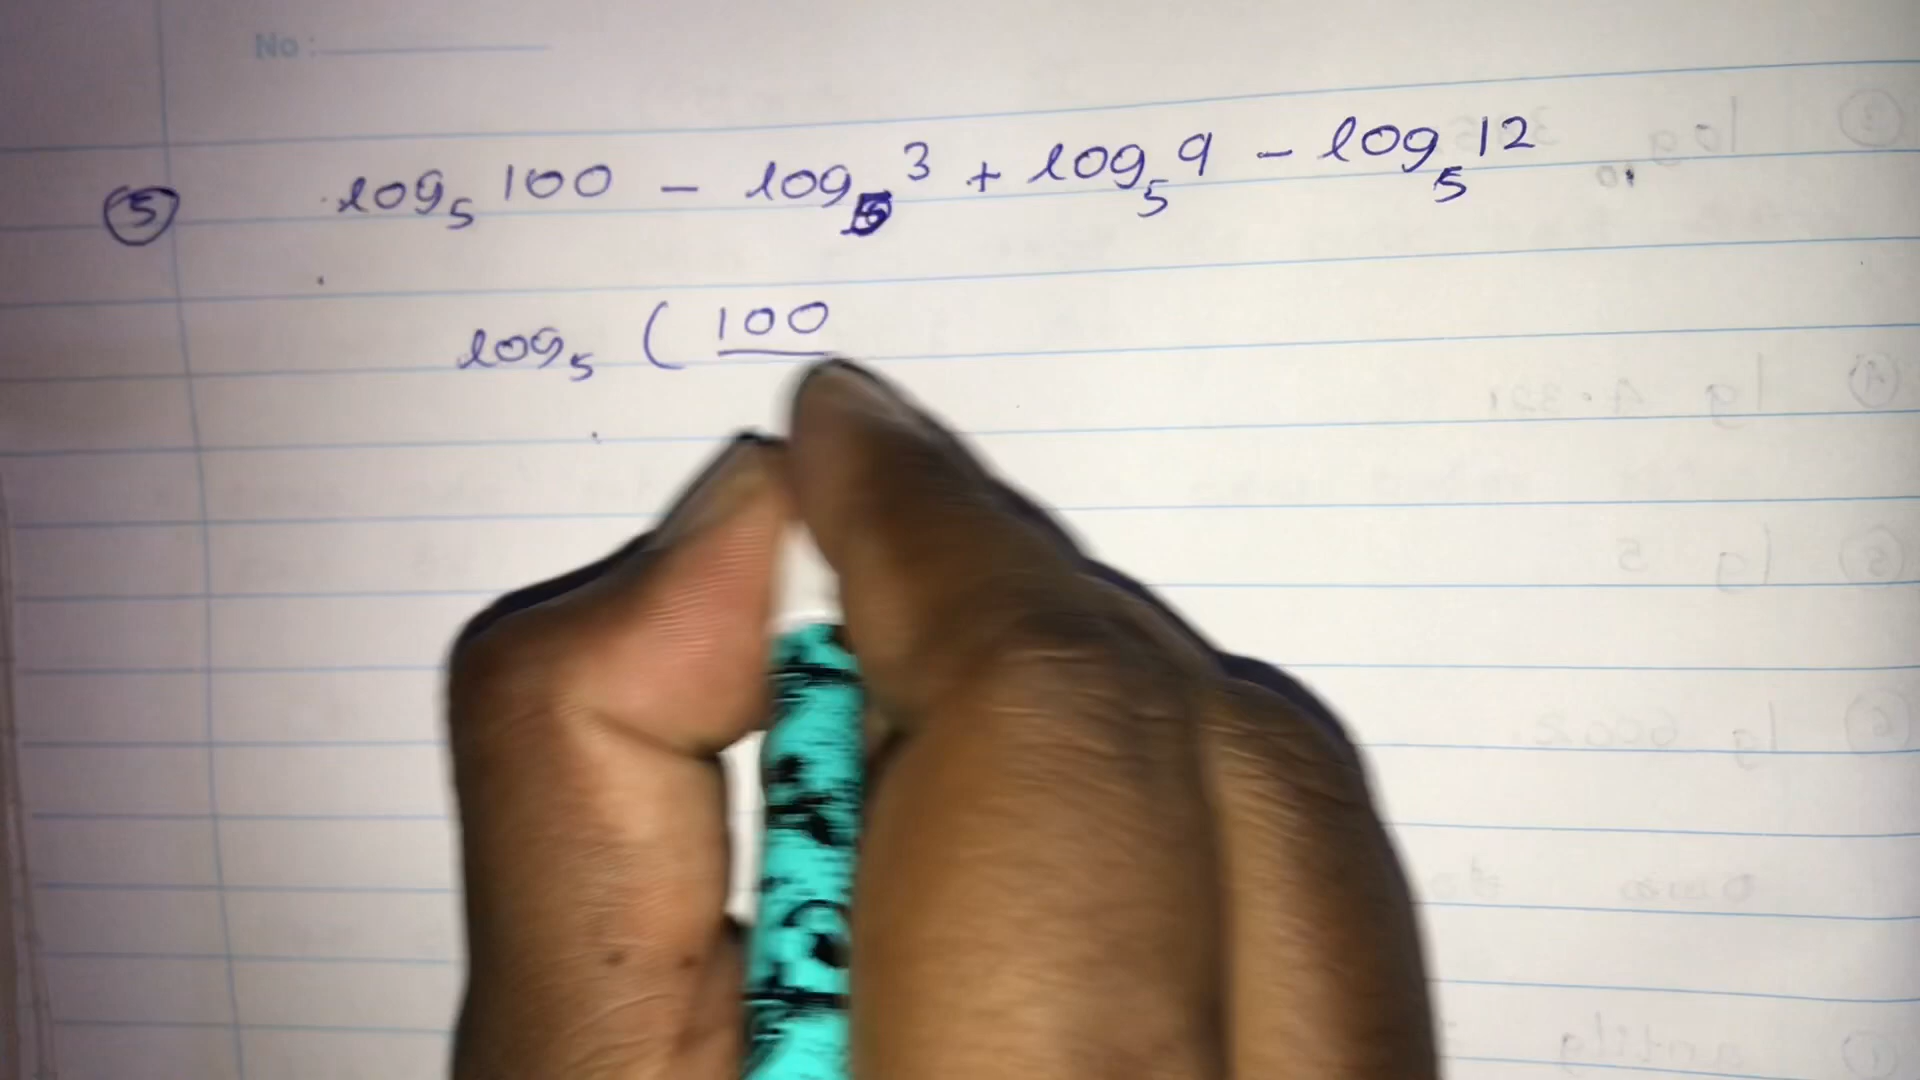 No :
⑤ log₅ 100 - log₅ 3 + log₅ 9 - log₅ 12
log₅ ( 100